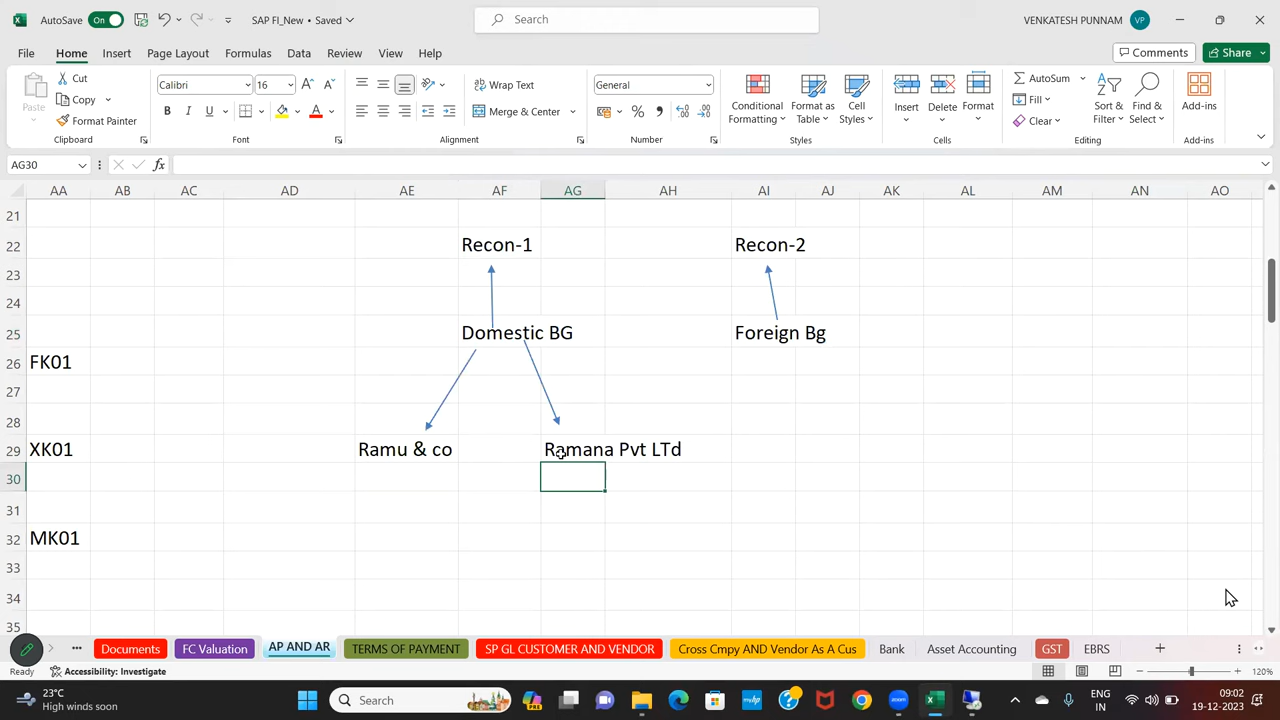 AutoSave On SAP FI_New • Saved Search VENKATESH PUNNAM VP
File Home Insert Page Layout Formulas Data Review View Help Comments Share
Paste Cut Copy Format Painter Clipboard
Calibri 16 A A B I U A Font
ab Wrap Text Merge & Center Alignment
General % , Number
Conditional Formatting Format as Table Cell Styles Styles
Insert Delete Format Cells
AutoSum Fill Clear Sort & Filter Find & Select Editing
Add-ins Add-ins
AG30 fx
AA AB AC AD AE AF AG AH AI AJ AK AL AM AN AO
21
22 Recon-1 Recon-2
23
24
25 Domestic BG Foreign Bg
26 FK01
27
28
29 XK01 Ramu & co Ramana Pvt LTd
30
31
32 MK01
33
34
35
Documents FC Valuation AP AND AR TERMS OF PAYMENT SP GL CUSTOMER AND VENDOR Cross Cmpy AND Vendor As A Cus Bank Asset Accounting GST EBRS
Ready Accessibility: Investigate 120%
23°C
High winds soon
Search PRE
ENG
IN
09:02
19-12-2023